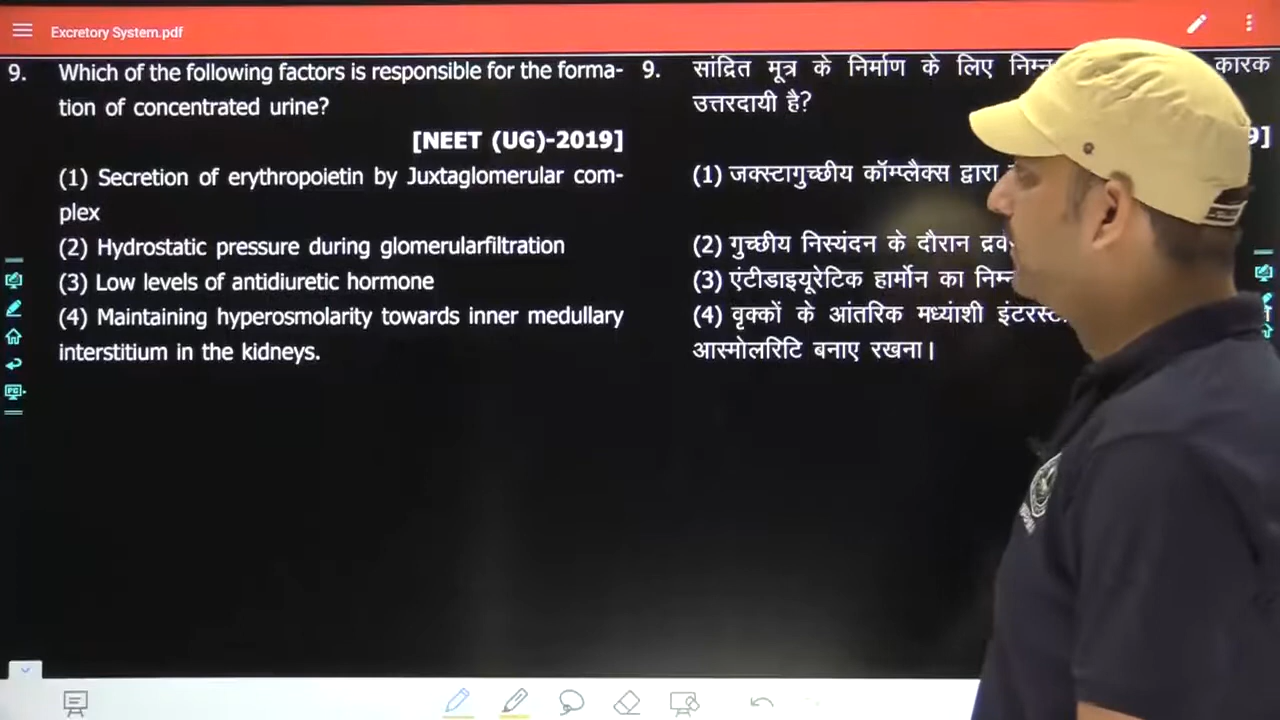 Excretory System.pdf
9. Which of the following factors is responsible for the forma-
tion of concentrated urine?
[NEET (UG)-2019]
(1) Secretion of erythropoietin by Juxtaglomerular com-
plex
(2) Hydrostatic pressure during glomerularfiltration
(3) Low levels of antidiuretic hormone
(4) Maintaining hyperosmolarity towards inner medullary
interstitium in the kidneys.
9. सांद्रित मूत्र के निर्माण के लिए कारक
उत्तरदायी है?
9]
(1) जक्स्टागुच्छीय कॉम्प्लैक्स द्वारा
(2) गुच्छीय निस्यंदन के दौरान
(3) एंटीडाइयूरेटिक हार्मोन का
(4) वृक्कों के आंतरिक मध्यांशी
आस्मोलरिटि बनाए रखना।